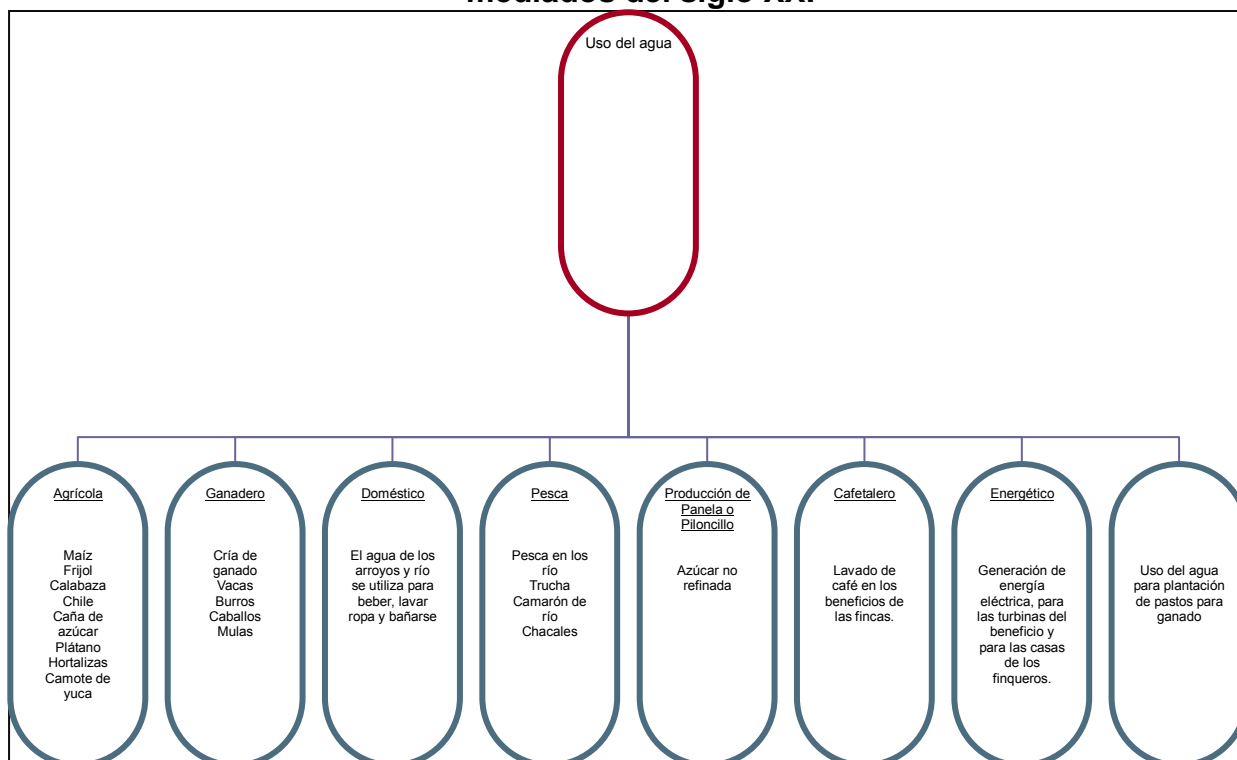 mediados del siglo XX.
Uso del agua
Agrícola
Maíz
Frijol
Calabaza
Chile
Caña de
azúcar
Plátano
Hortalizas
Camote de
yuca
Ganadero
Cría de
ganado
Vacas
Burros
Caballos
Mulas
Doméstico
El agua de los
arroyos y río
se utiliza para
beber, lavar
ropa y bañarse
Pesca
Pesca en los
río
Trucha
Camarón de
río
Chacales
Producción de
Panela o
Piloncillo
Azúcar no
refinada
Cafetalero
Lavado de
café en los
beneficios de
las fincas.
Energético
Generación de
energía
eléctrica, para
las turbinas del
beneficio y
para las casas
de los
finqueros.
Uso del agua
para plantación
de pastos para
ganado